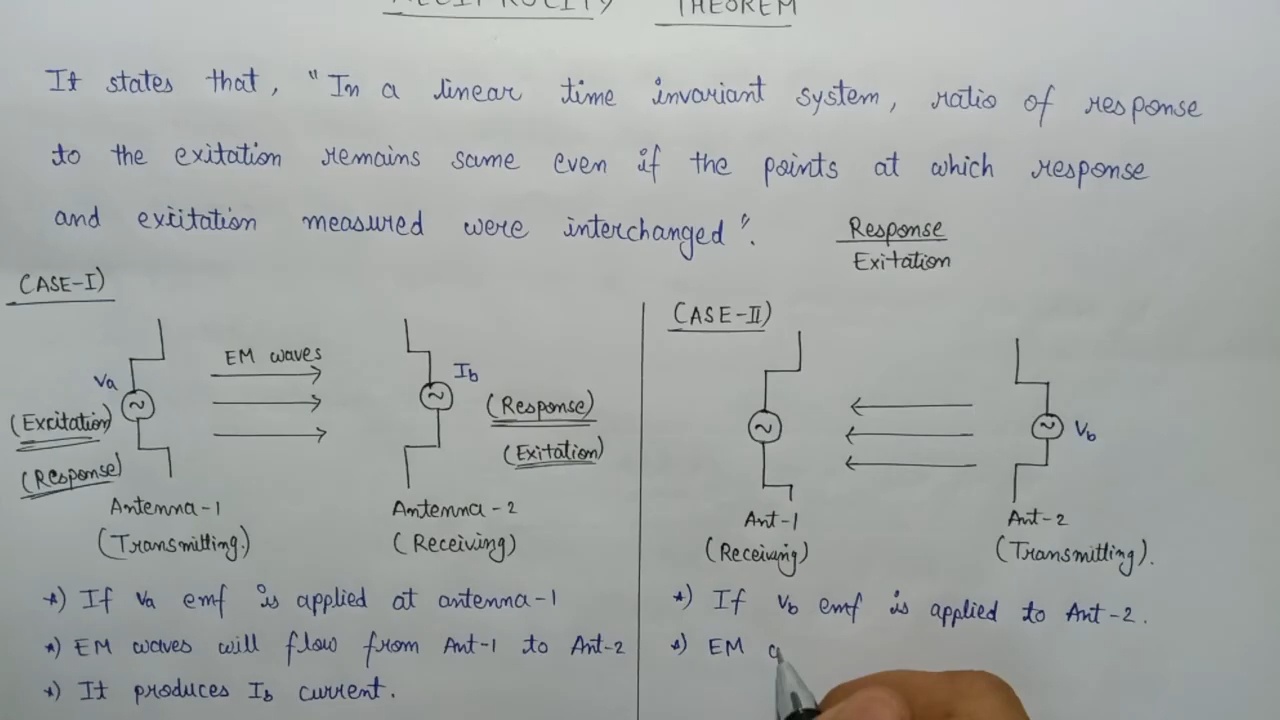 RECIPROCITY THEOREM
It states that, "In a linear time invariant system, ratio of response
to the exitation remains same even if the points at which response
and exiitation measured were interchanged".
Response
Exitation
CASE-I)
Va
(Excitation)
(Response)
EM waves
Ib
(Response)
(Exitation)
Antenna-1
(Transmitting)
Antenna-2
(Receiving)
*) If Va emf is applied at antenna-1
*) EM waves will flow from Ant-1 to Ant-2
*) It produces Ib current.
CASE-II)
Vb
Ant-1
(Receiving)
Ant-2
(Transmitting).
*) If Vb emf is applied to Ant-2.
*) EM